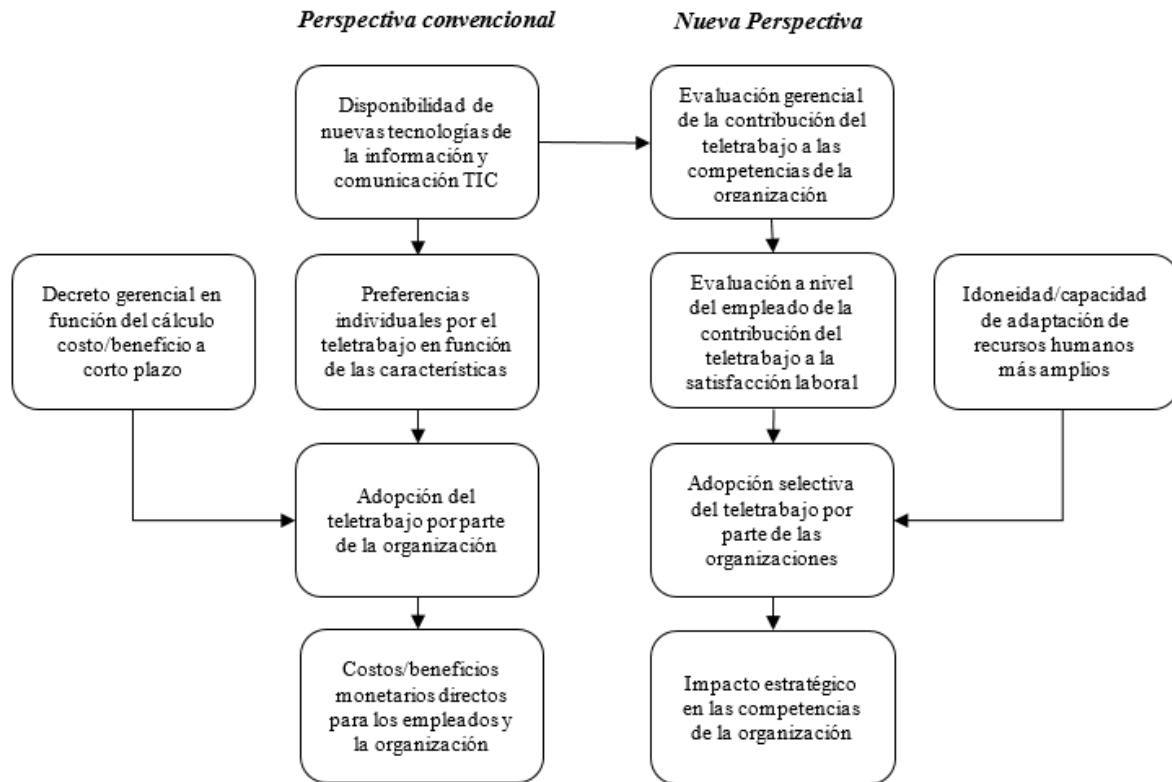 Perspectiva convencional
Nueva Perspectiva
Disponibilidad de
nuevas tecnologías de
la información y
comunicación TIC
Evaluación gerencial
de la contribución del
teletrabajo a las
competencias de la
organización
Decreto gerencial en
función del cálculo
costo/beneficio a
corto plazo
Preferencias
individuales por el
teletrabajo en función
de las características
Evaluación a nivel
del empleado de la
contribución del
teletrabajo a la
satisfacción laboral
Idoneidad/capacidad
de adaptación de
recursos humanos
más amplios
Adopción del
teletrabajo por parte
de la organización
Adopción selectiva
del teletrabajo por
parte de las
organizaciones
Costos/beneficios
monetarios directos
para los empleados y
la organización
Impacto estratégico
en las competencias
de la organización